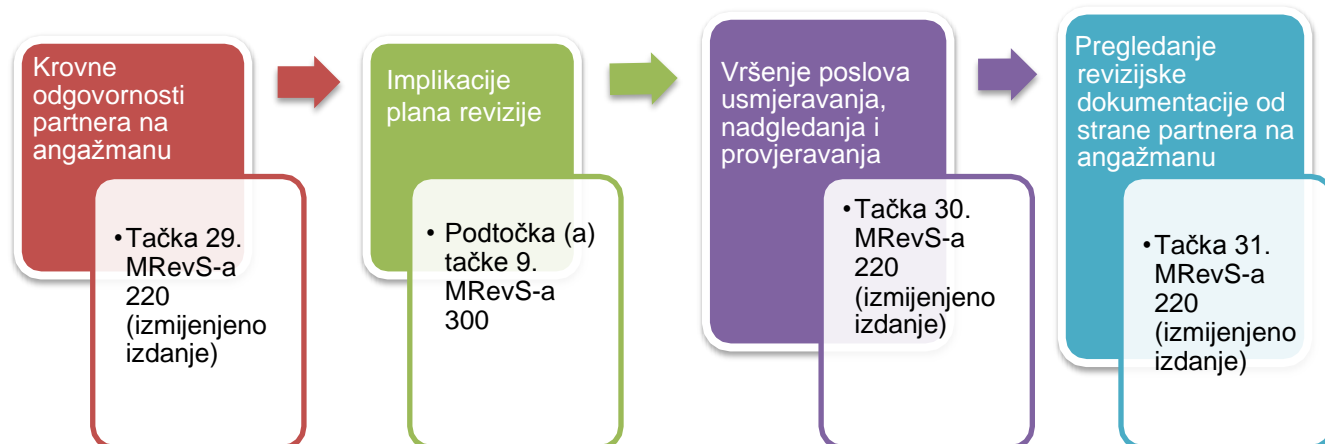 Krovne
odgovornosti
partnera na
angažmanu
•Tačka 29.
MRevS-a
220
(izmijenjeno
izdanje)
Implikacije
plana revizije
• Podtočka (a)
tačke 9.
MRevS-a
300
Vršenje poslova
usmjeravanja,
nadgledanja i
provjeravanja
•Tačka 30.
MRevS-a
220
(izmijenjeno
izdanje)
Pregledanje
revizijske
dokumentacije od
strane partnera na
angažmanu
•Tačka 31.
MRevS-a
220
(izmijenjeno
izdanje)